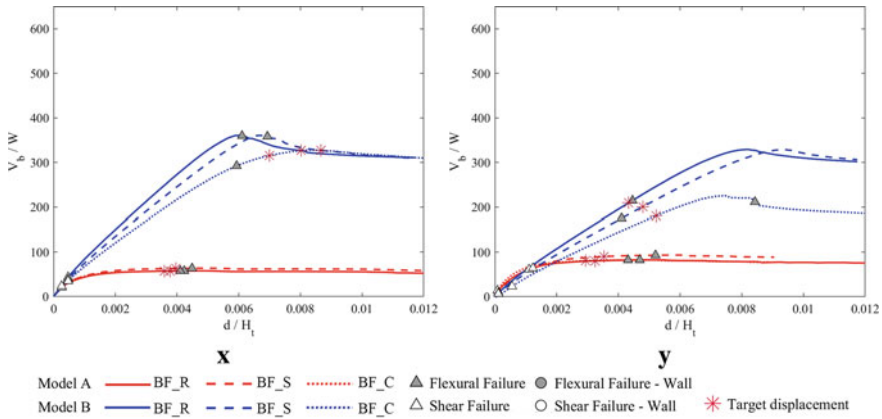 600
500
400
300
200
100
0
V_b / W
0 0.002 0.004 0.006 0.008 0.01 0.012
d / H_t
x
600
500
400
300
200
100
0
V_b / W
0 0.002 0.004 0.006 0.008 0.01 0.012
d / H_t
y
Model A BF_R BF_S BF_C Flexural Failure Flexural Failure - Wall
Model B BF_R BF_S BF_C Shear Failure Shear Failure - Wall Target displacement